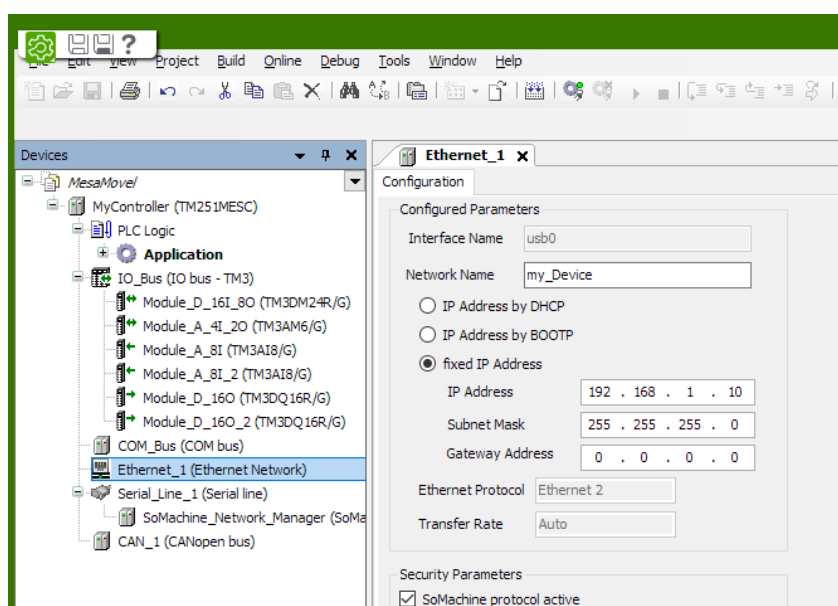 ?
File Edit View Project Build Online Debug Tools Window Help
Devices
MesaMovel
MyController (TM251MESC)
PLC Logic
Application
IO_Bus (IO bus - TM3)
Module_D_16I_8O (TM3DM24R/G)
Module_A_4I_2O (TM3AM6/G)
Module_A_8I (TM3AI8/G)
Module_A_8I_2 (TM3AI8/G)
Module_D_16O (TM3DQ16R/G)
Module_D_16O_2 (TM3DQ16R/G)
COM_Bus (COM bus)
Ethernet_1 (Ethernet Network)
Serial_Line_1 (Serial line)
SoMachine_Network_Manager (SoMa
CAN_1 (CANopen bus)
Ethernet_1
Configuration
Configured Parameters
Interface Name usb0
Network Name my_Device
IP Address by DHCP
IP Address by BOOTP
fixed IP Address
IP Address 192 . 168 . 1 . 10
Subnet Mask 255 . 255 . 255 . 0
Gateway Address 0 . 0 . 0 . 0
Ethernet Protocol Ethernet 2
Transfer Rate Auto
Security Parameters
SoMachine protocol active